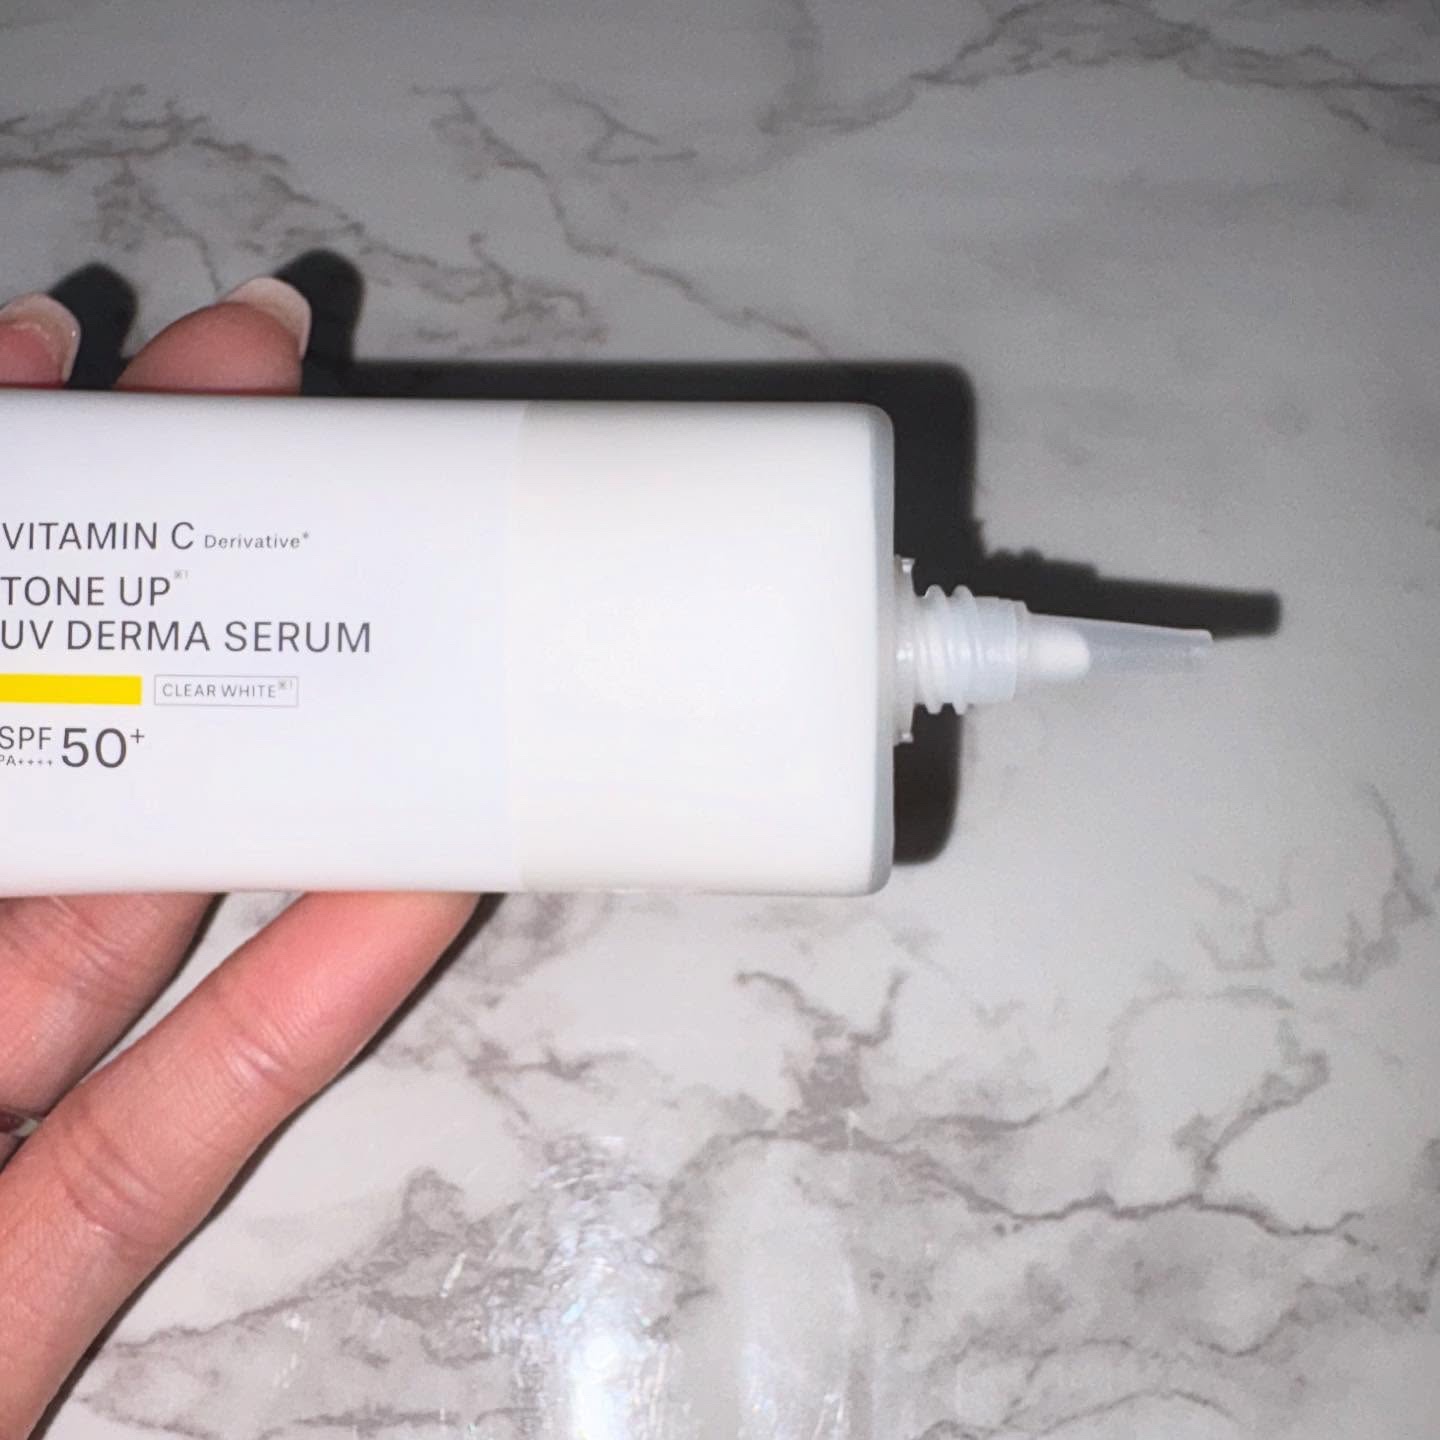 VITAMIN C Derivative*
TONE UP※1
UV DERMA SERUM
CLEAR WHITE※1
SPF 50+
PA++++